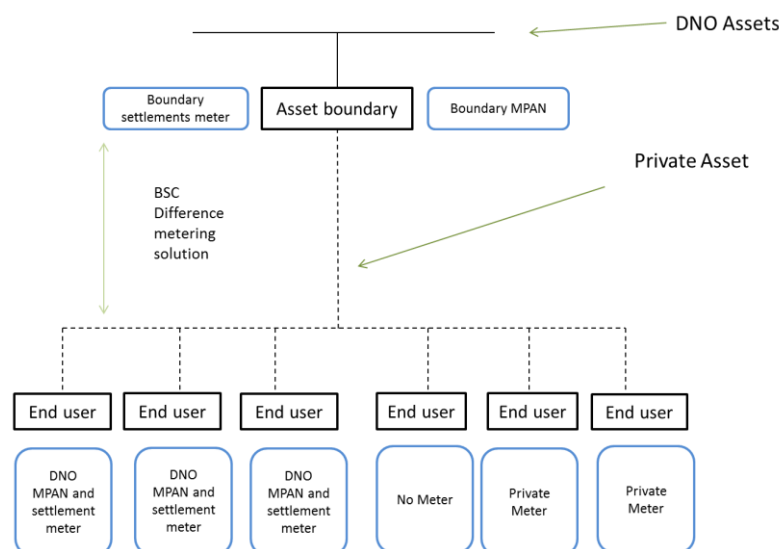 DNO Assets
Boundary
settlements meter
Asset boundary
Boundary MPAN
Private Asset
BSC
Difference
metering
solution
End user
End user
End user
End user
End user
End user
DNO
MPAN and
settlement
meter
DNO
MPAN and
settlement
meter
DNO
MPAN and
settlement
meter
No Meter
Private
Meter
Private
Meter